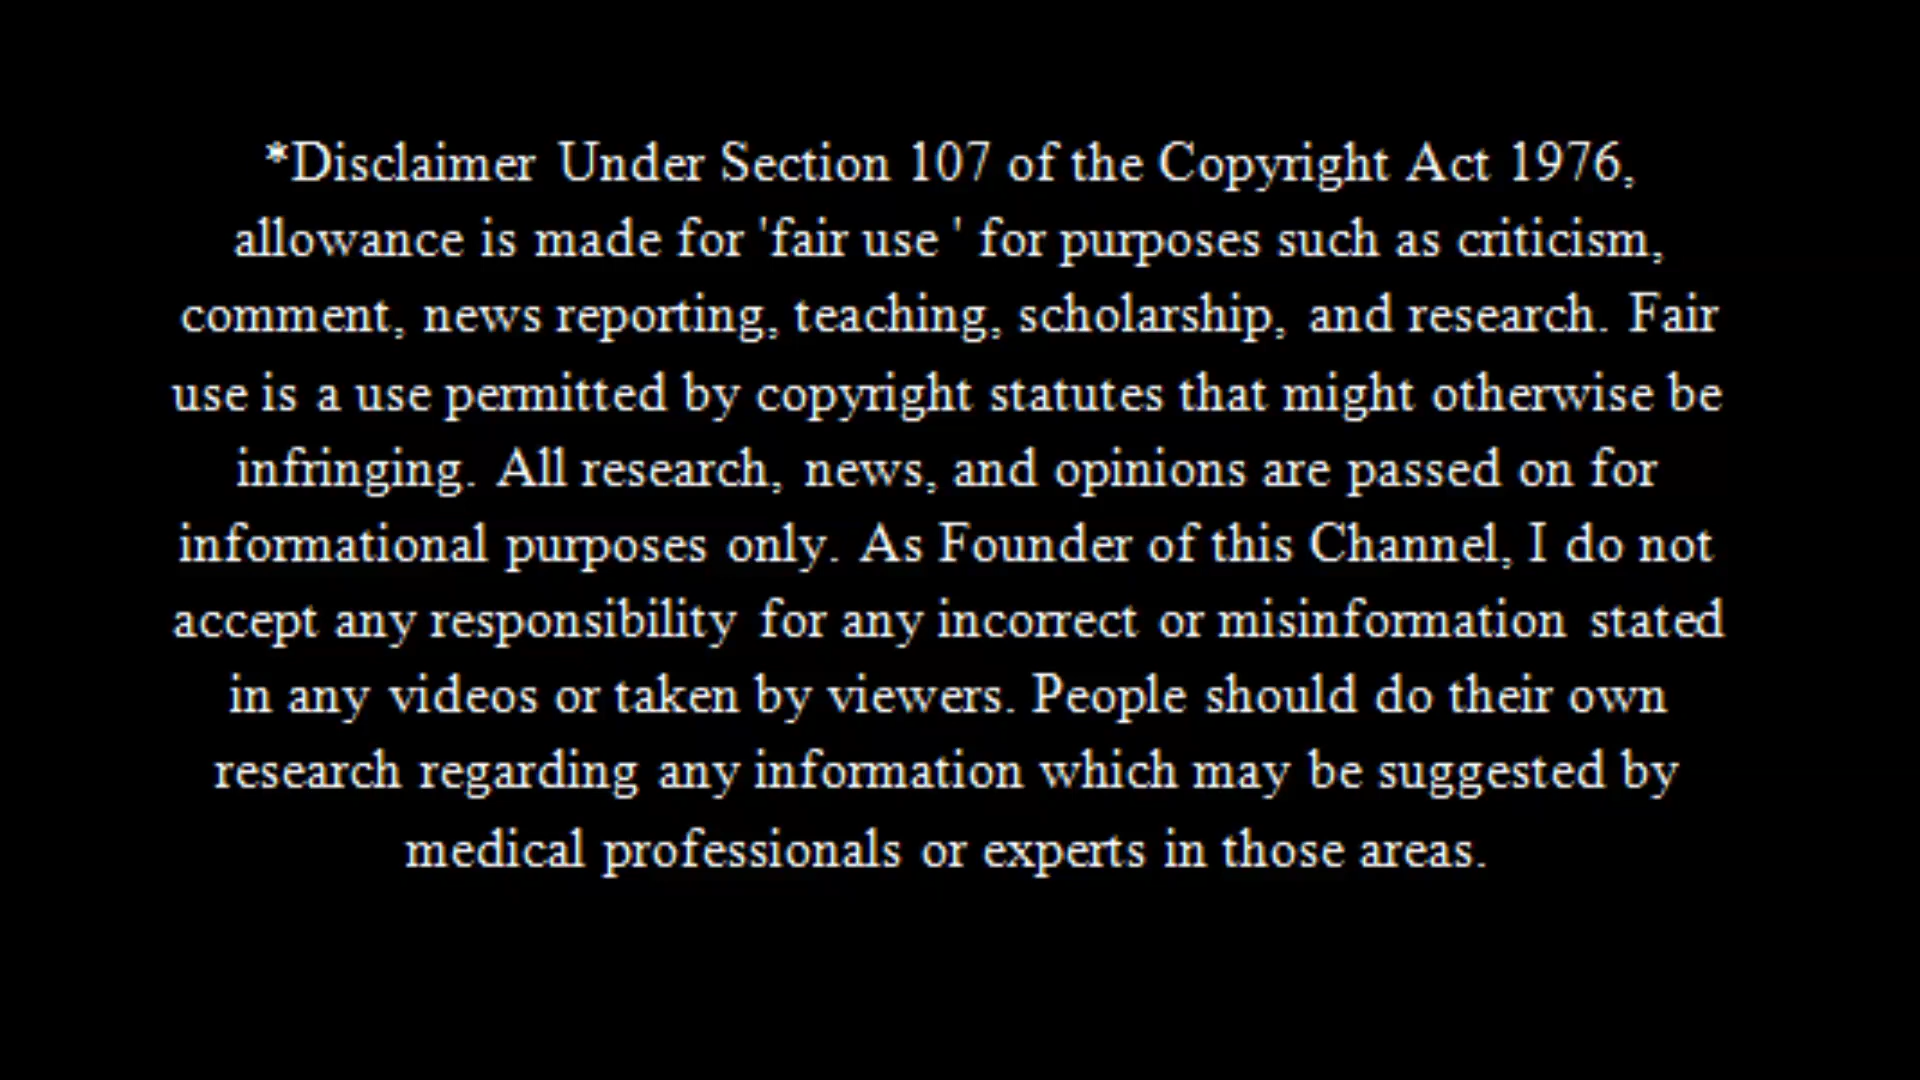 *Disclaimer Under Section 107 of the Copyright Act 1976,
allowance is made for 'fair use ' for purposes such as criticism,
comment, news reporting, teaching, scholarship, and research. Fair
use is a use permitted by copyright statutes that might otherwise be
infringing. All research, news, and opinions are passed on for
informational purposes only. As Founder of this Channel, I do not
accept any responsibility for any incorrect or misinformation stated
in any videos or taken by viewers. People should do their own
research regarding any information which may be suggested by
medical professionals or experts in those areas.